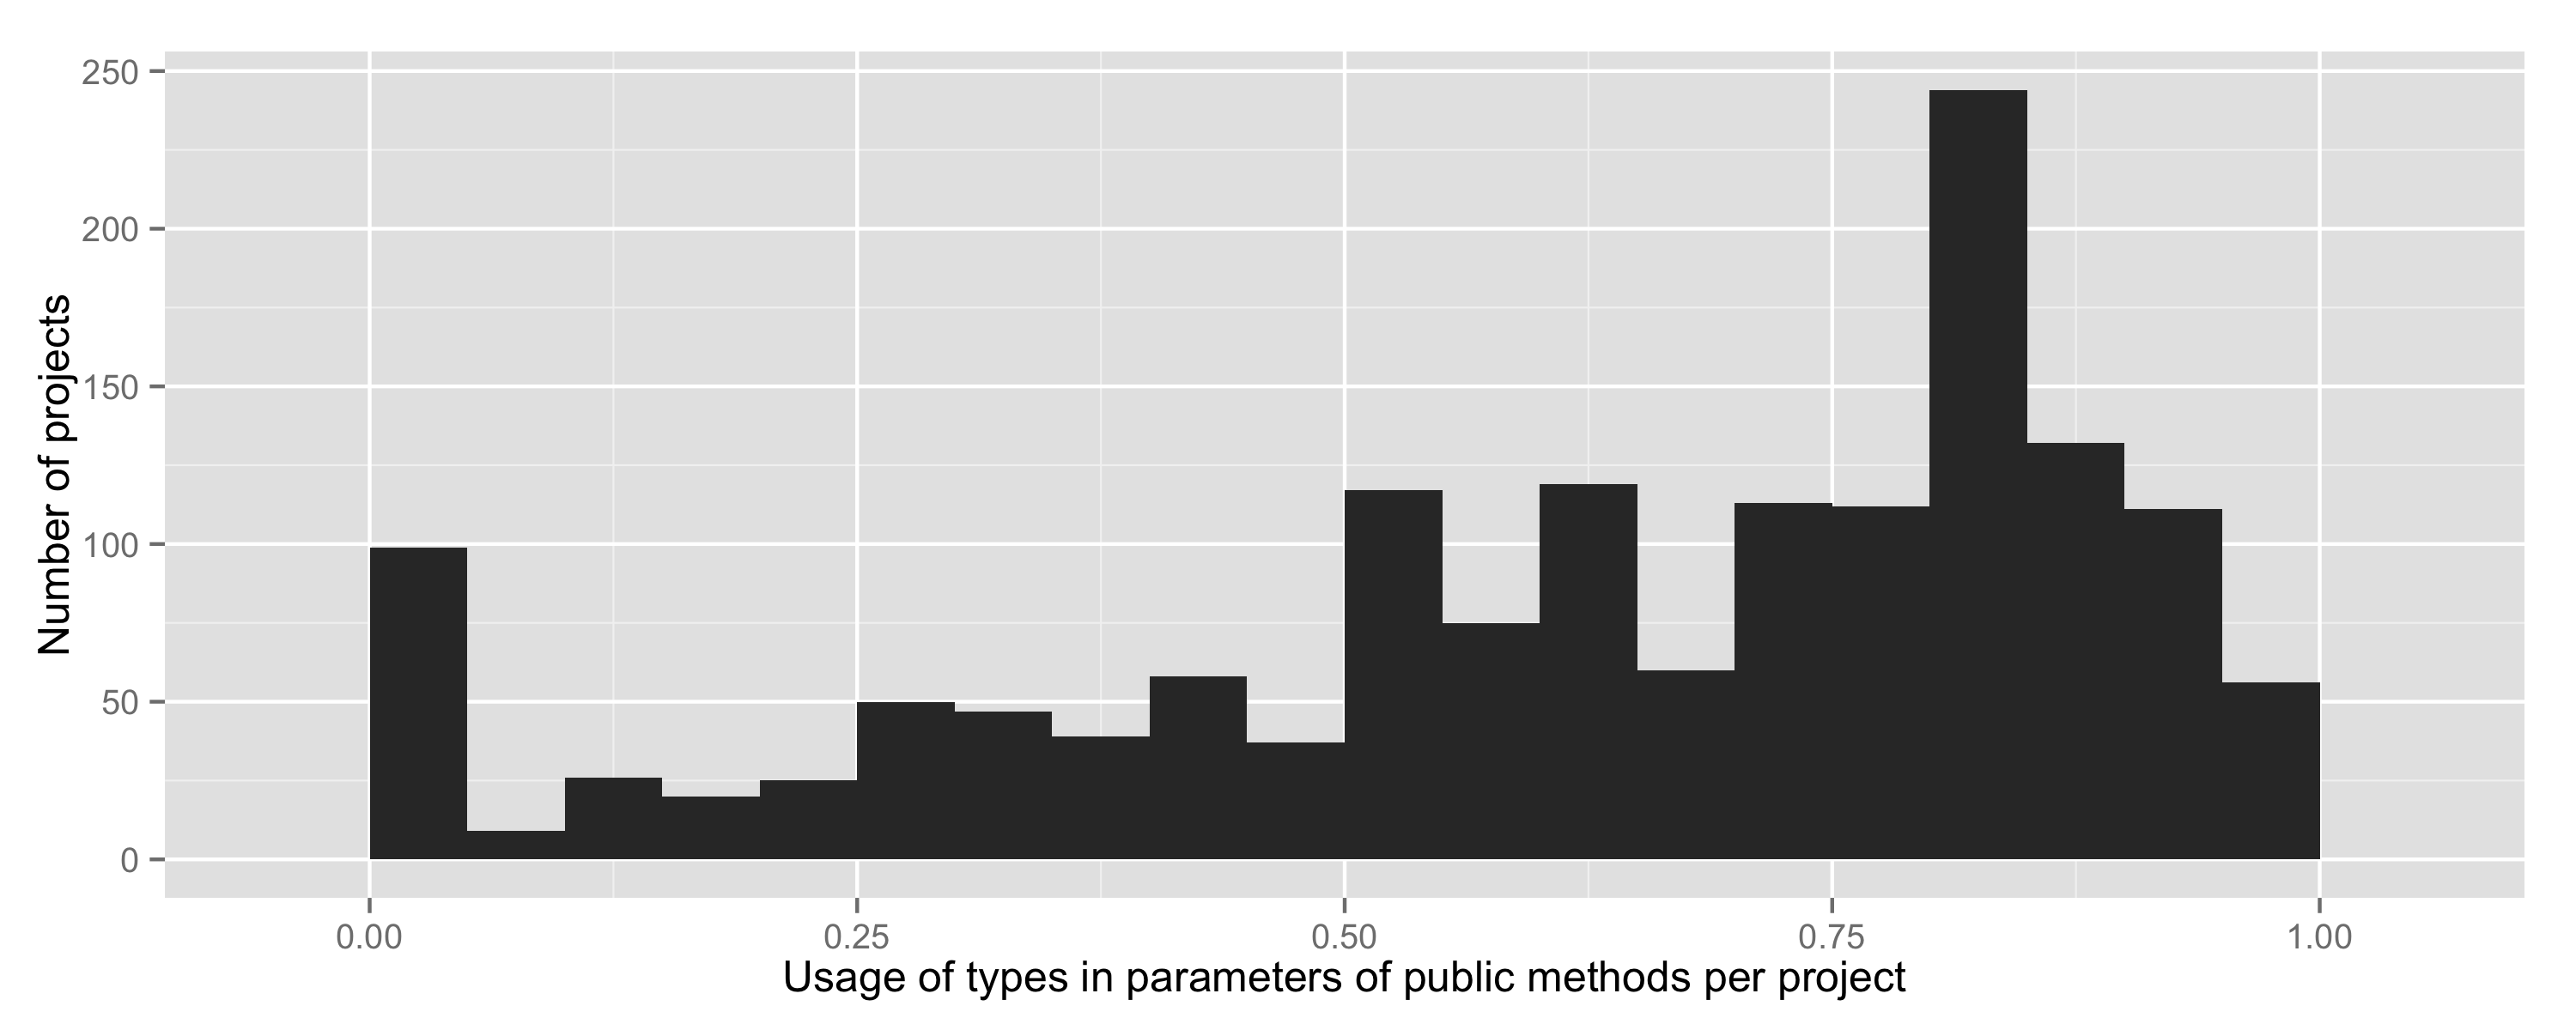 Number of projects
250
200
150
100
50
0
0.00 0.25 0.50 0.75 1.00
Usage of types in parameters of public methods per project